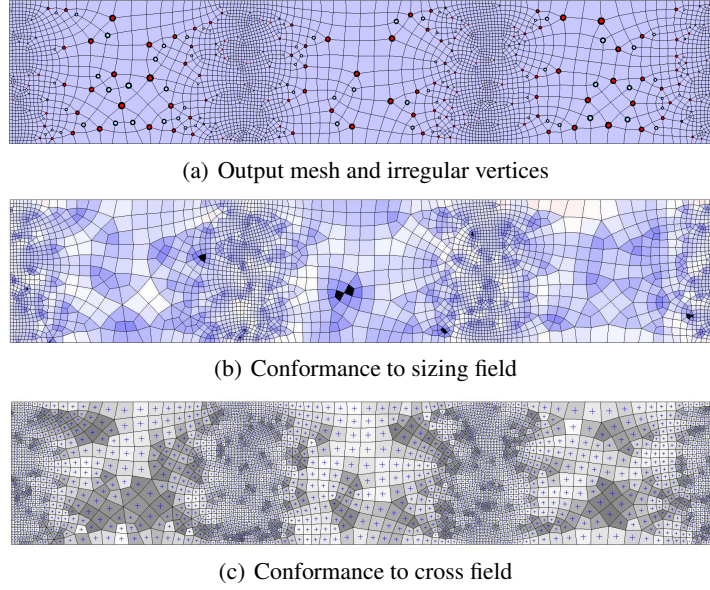 (a) Output mesh and irregular vertices
(b) Conformance to sizing field
(c) Conformance to cross field